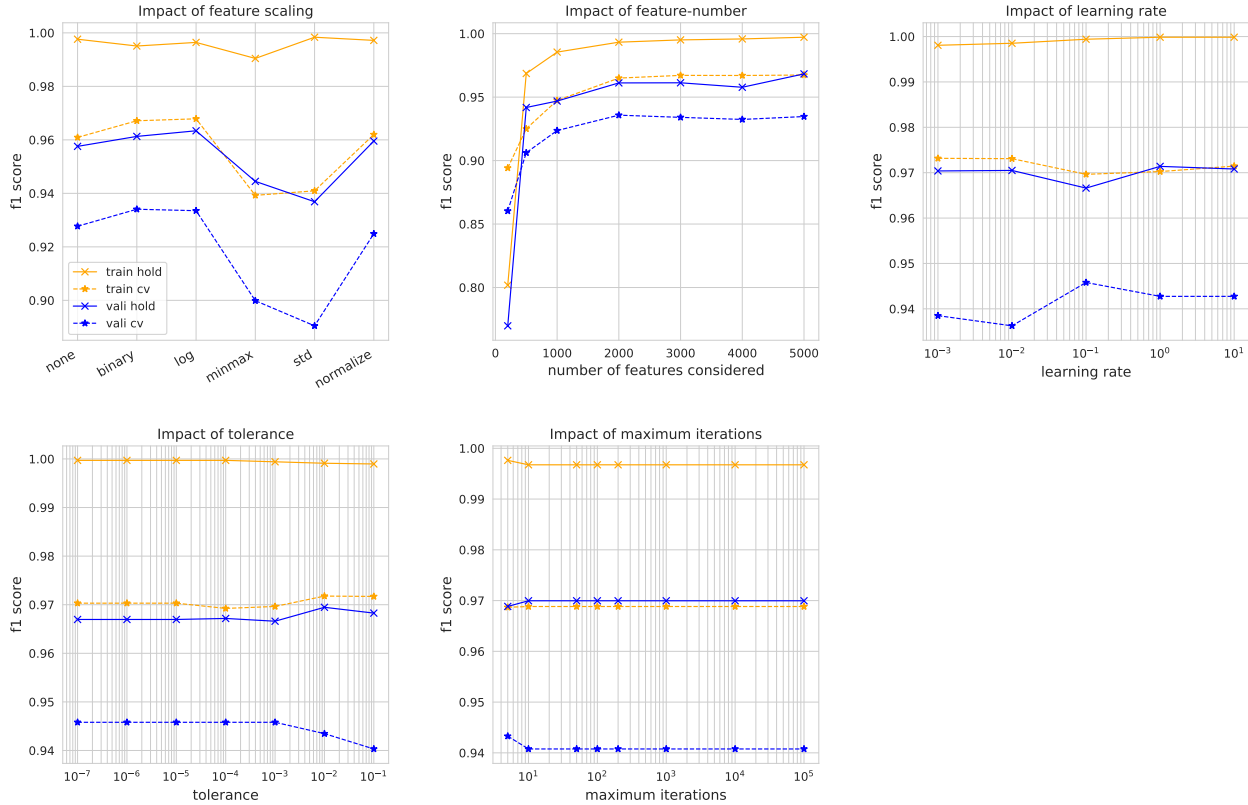 Impact of feature scaling
1.00
0.98
0.96
0.94
0.92
0.90
f1 score
train hold
train cv
vali hold
vali cv
none
binary
log
minmax
std
normalize
Impact of feature-number
1.00
0.95
0.90
0.85
0.80
f1 score
0
1000
2000
3000
4000
5000
number of features considered
Impact of learning rate
1.00
0.99
0.98
0.97
0.96
0.95
0.94
f1 score
10⁻³
10⁻²
10⁻¹
10⁰
10¹
learning rate
Impact of tolerance
1.00
0.99
0.98
0.97
0.96
0.95
0.94
f1 score
10⁻⁷
10⁻⁶
10⁻⁵
10⁻⁴
10⁻³
10⁻²
10⁻¹
tolerance
Impact of maximum iterations
1.00
0.99
0.98
0.97
0.96
0.95
0.94
f1 score
10¹
10²
10³
10⁴
10⁵
maximum iterations